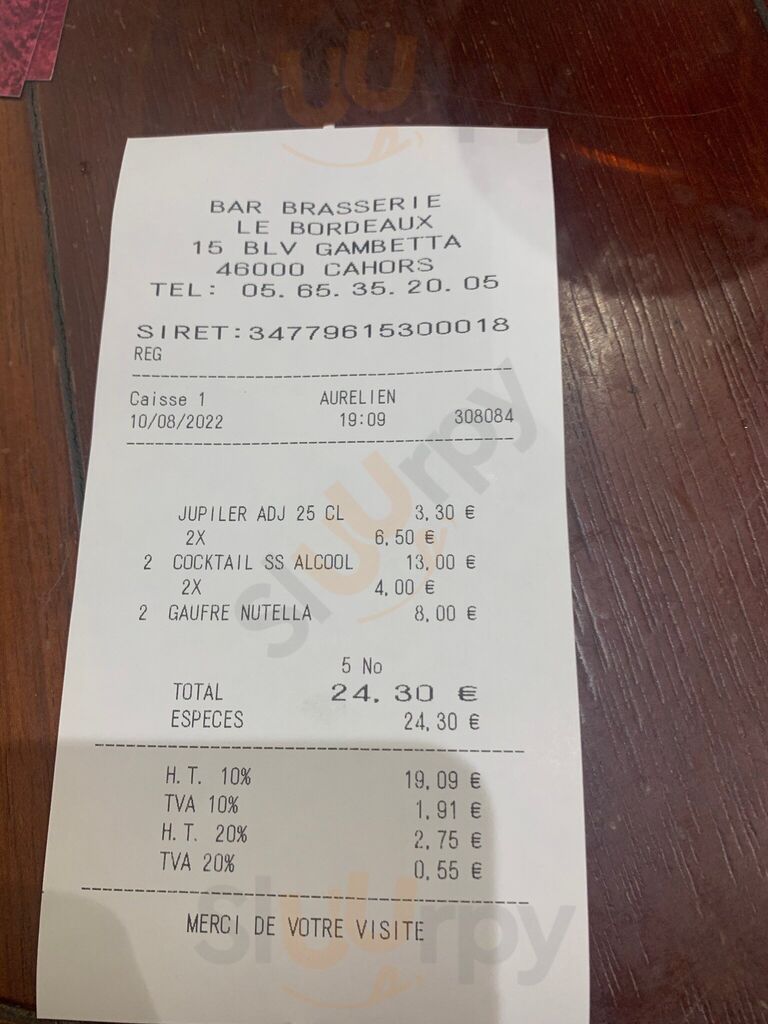 BAR BRASSERIE
LE BORDEAUX
15 BLV GAMBETTA
46000 CAHORS
TEL: 05. 65. 35. 20. 05
SIRET:34779615300018
REG
Caisse 1 AURELIEN
10/08/2022 19:09 308084
JUPILER ADJ 25 CL 3,30 €
2X 6,50 €
2 COCKTAIL SS ALCOOL 13,00 €
2X 4,00 €
2 GAUFRE NUTELLA 8,00 €
5 No
TOTAL 24,30 €
ESPECES 24,30 €
H.T. 10% 19,09 €
TVA 10% 1,91 €
H.T. 20% 2,75 €
TVA 20% 0,55 €
MERCI DE VOTRE VISITE
Sluurpy
Sluurpy